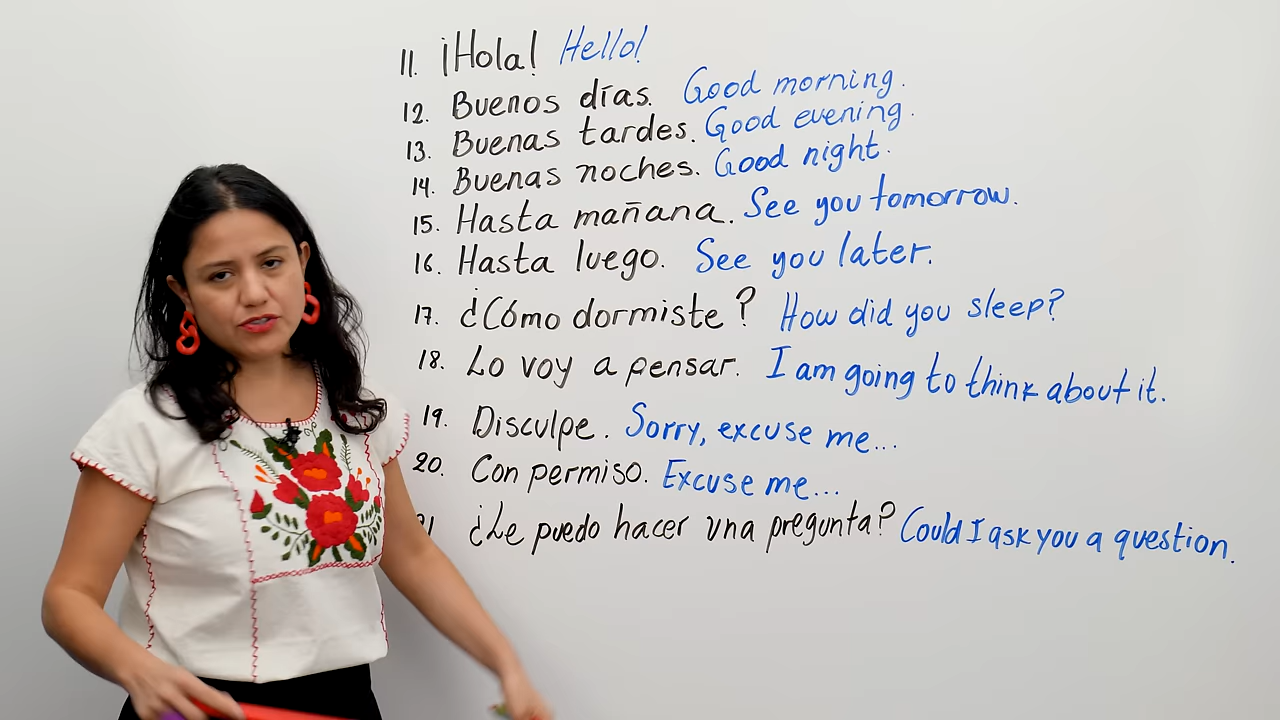 11. ¡Hola! Hello!
12. Buenos días. Good morning.
13. Buenas tardes. Good evening.
14. Buenas noches. Good night.
15. Hasta mañana. See you tomorrow.
16. Hasta luego. See you later.
17. ¿Cómo dormiste? How did you sleep?
18. Lo voy a pensar. I am going to think about it.
19. Disculpe. Sorry, excuse me...
20. Con permiso. Excuse me...
21 ¿Le puedo hacer una pregunta? Could I ask you a question.